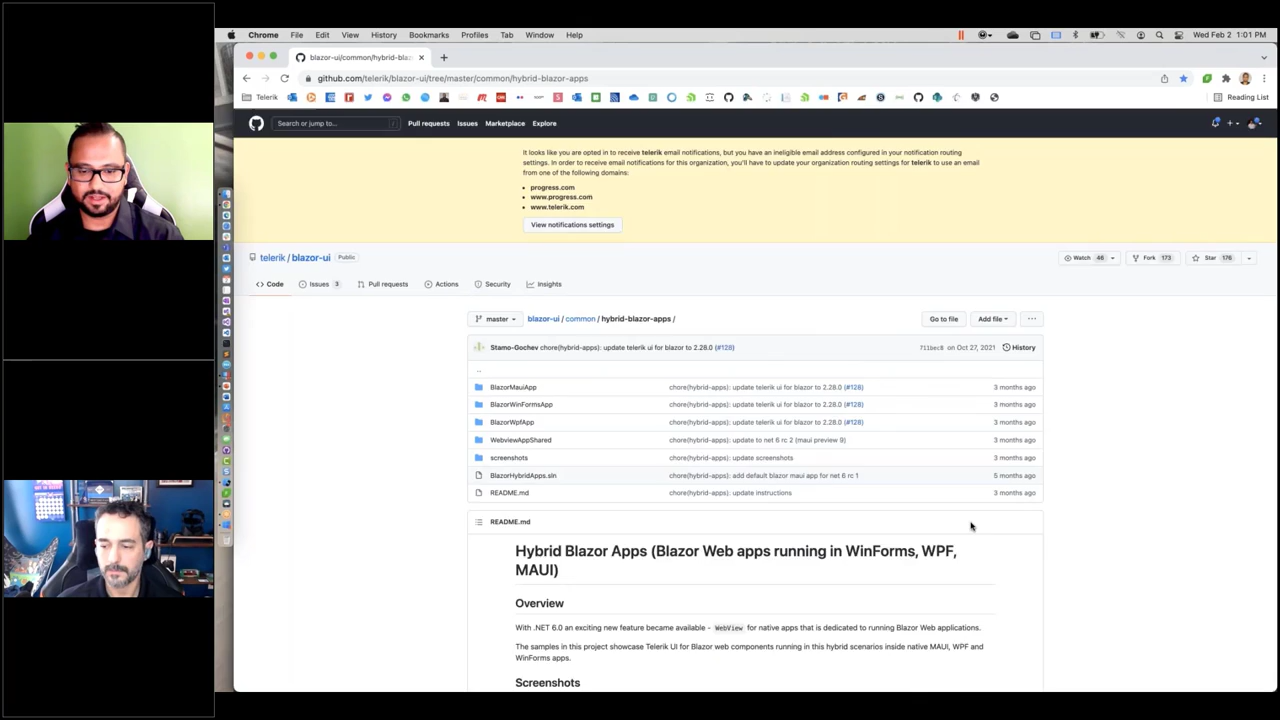 Chrome File Edit View History Bookmarks Profiles Tab Window Help Wed Feb 2 1:01 PM
blazor-ui/common/hybrid-blaz
github.com/telerik/blazor-ui/tree/master/common/hybrid-blazor-apps
Telerik Reading List
Search or jump to... / Pull requests Issues Marketplace Explore
It looks like you are opted in to receive telerik email notifications, but you have an ineligible email address configured in your notification routing
settings. In order to receive email notifications for this organization, you'll have to update your organization routing settings for telerik to use an email
from one of the following domains:
• progress.com
• www.progress.com
• www.telerik.com
View notifications settings
telerik / blazor-ui Public Watch 46 Fork 173 Star 176
Code Issues 3 Pull requests Actions Security Insights
master blazor-ui / common / hybrid-blazor-apps / Go to file Add file ...
Stamo-Gochev chore(hybrid-apps): update telerik ui for blazor to 2.28.0 (#128) on Oct 27, 2021 History
..
BlazorMauiApp chore(hybrid-apps): update telerik ui for blazor to 2.28.0 (#128) 3 months ago
BlazorWinFormsApp chore(hybrid-apps): update telerik ui for blazor to 2.28.0 (#128) 3 months ago
BlazorWpfApp chore(hybrid-apps): update telerik ui for blazor to 2.28.0 (#128) 3 months ago
WebviewAppShared chore(hybrid-apps): update to net 6 rc 2 (maui preview 9) 3 months ago
screenshots chore(hybrid-apps): update screenshots 3 months ago
BlazorHybridApps.sln chore(hybrid-apps): add default blazor maui app for net 6 rc 1 5 months ago
README.md chore(hybrid-apps): update instructions 3 months ago
README.md
Hybrid Blazor Apps (Blazor Web apps running in WinForms, WPF,
MAUI)
Overview
With .NET 6.0 an exciting new feature became available - WebView for native apps that is dedicated to running Blazor Web applications.
The samples in this project showcase Telerik UI for Blazor web components running in this hybrid scenarios inside native MAUI, WPF and
WinForms apps.
Screenshots